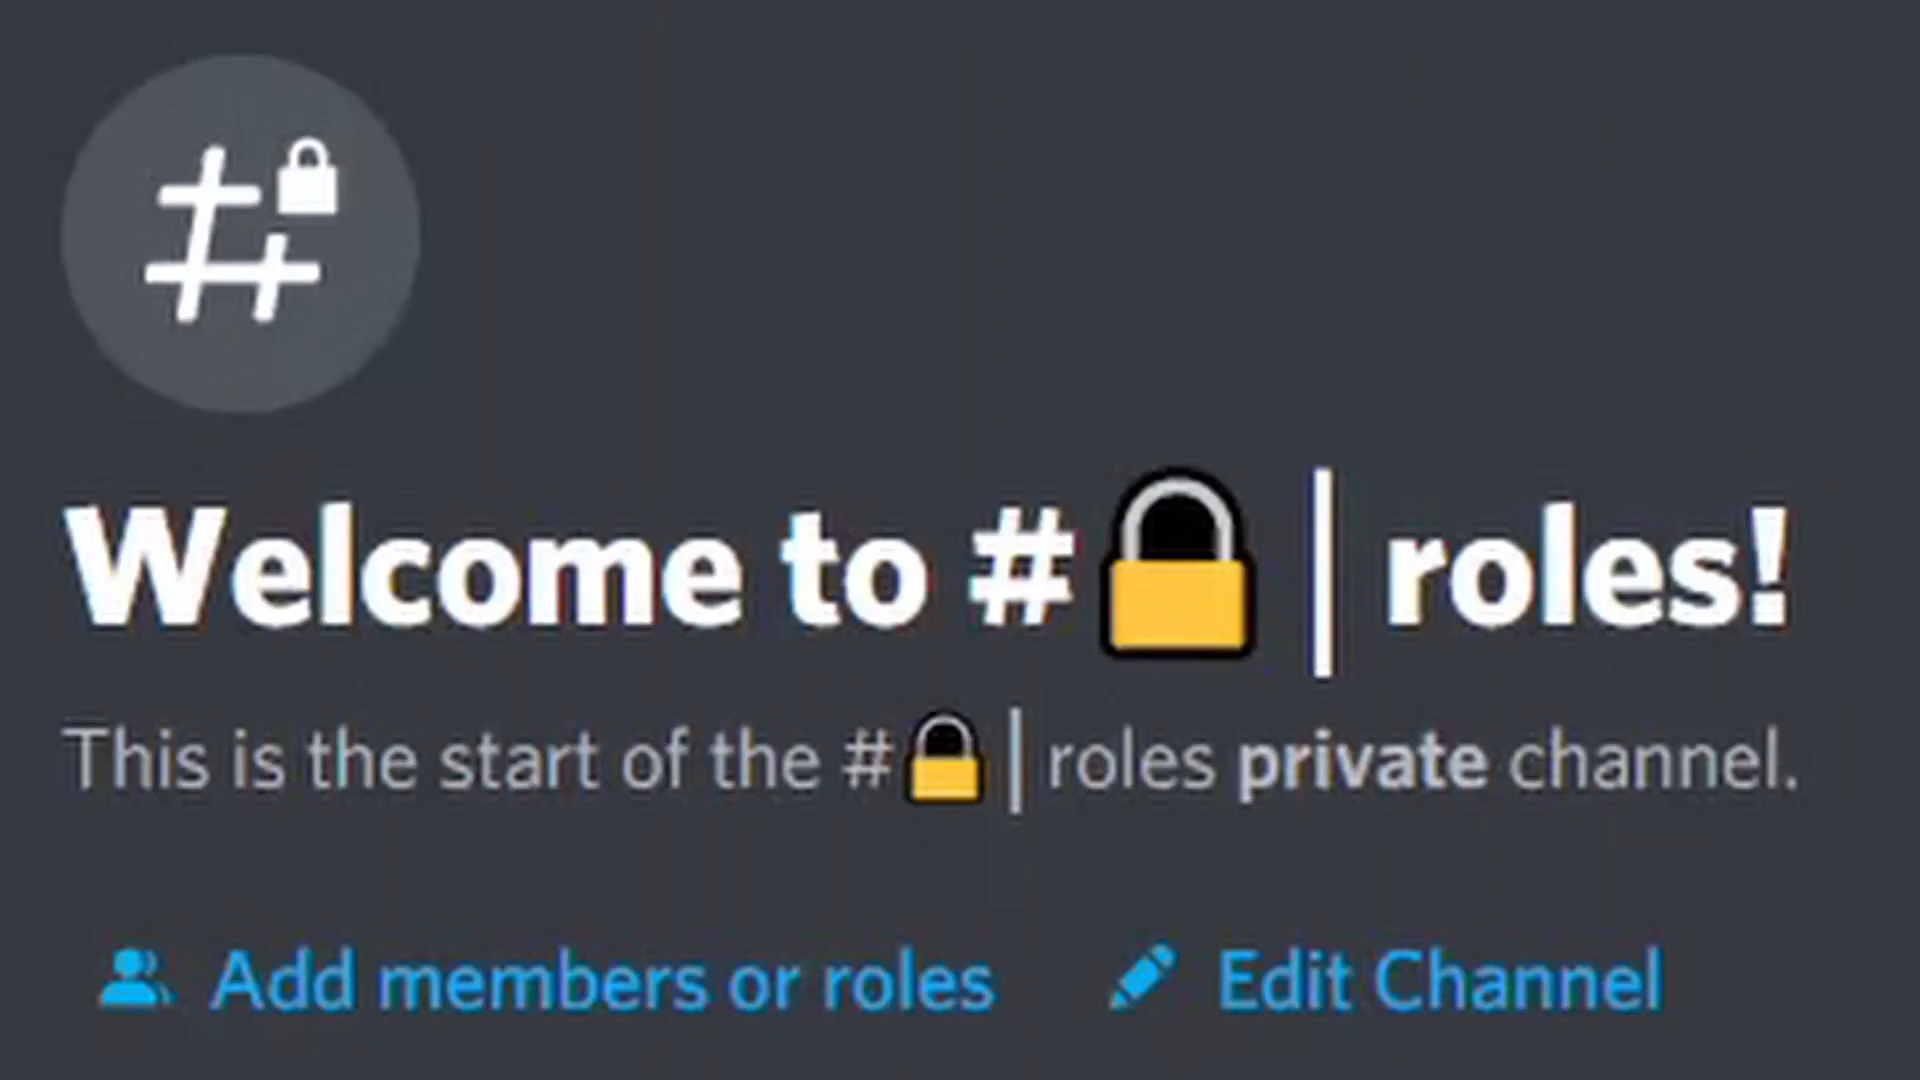 Welcome to #🔒 | roles!
This is the start of the #🔒 | roles private channel.
Add members or roles Edit Channel